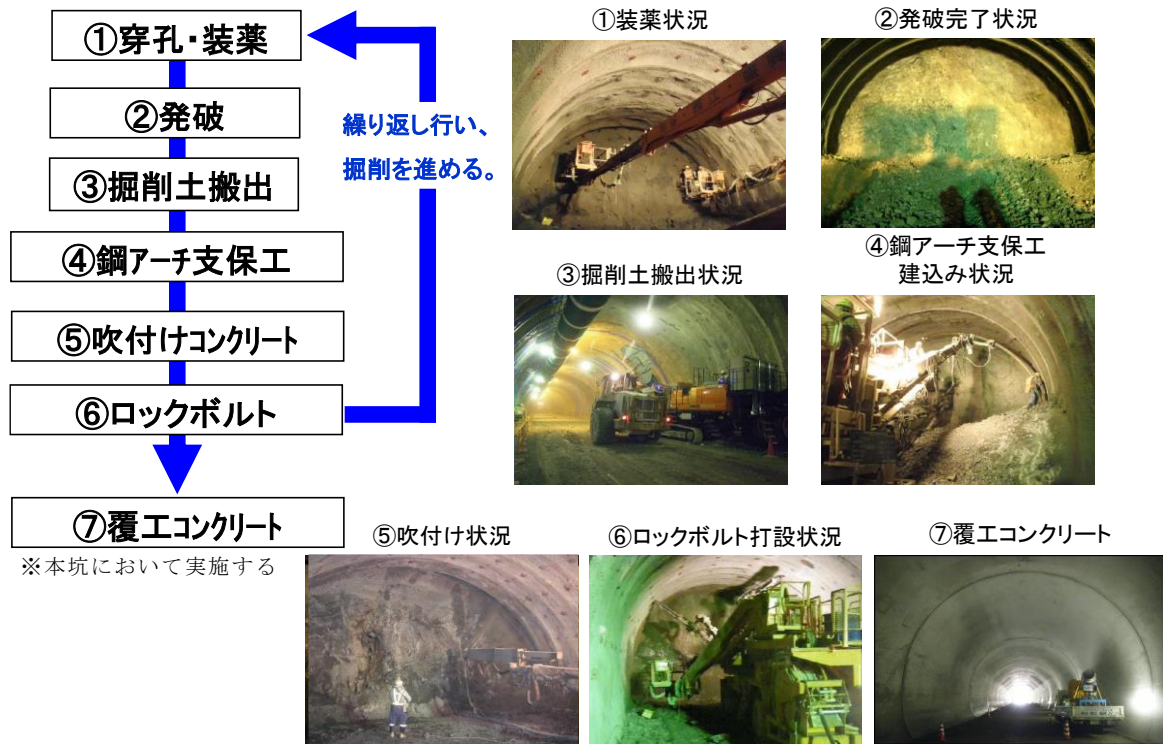 ①穿孔・装薬
②発破
③掘削土搬出
④鋼アーチ支保工
⑤吹付けコンクリート
⑥ロックボルト
⑦覆工コンクリート
※本坑において実施する
繰り返し行い、
掘削を進める。
①装薬状況
②発破完了状況
③掘削土搬出状況
④鋼アーチ支保工
建込み状況
⑤吹付け状況
⑥ロックボルト打設状況
⑦覆工コンクリート